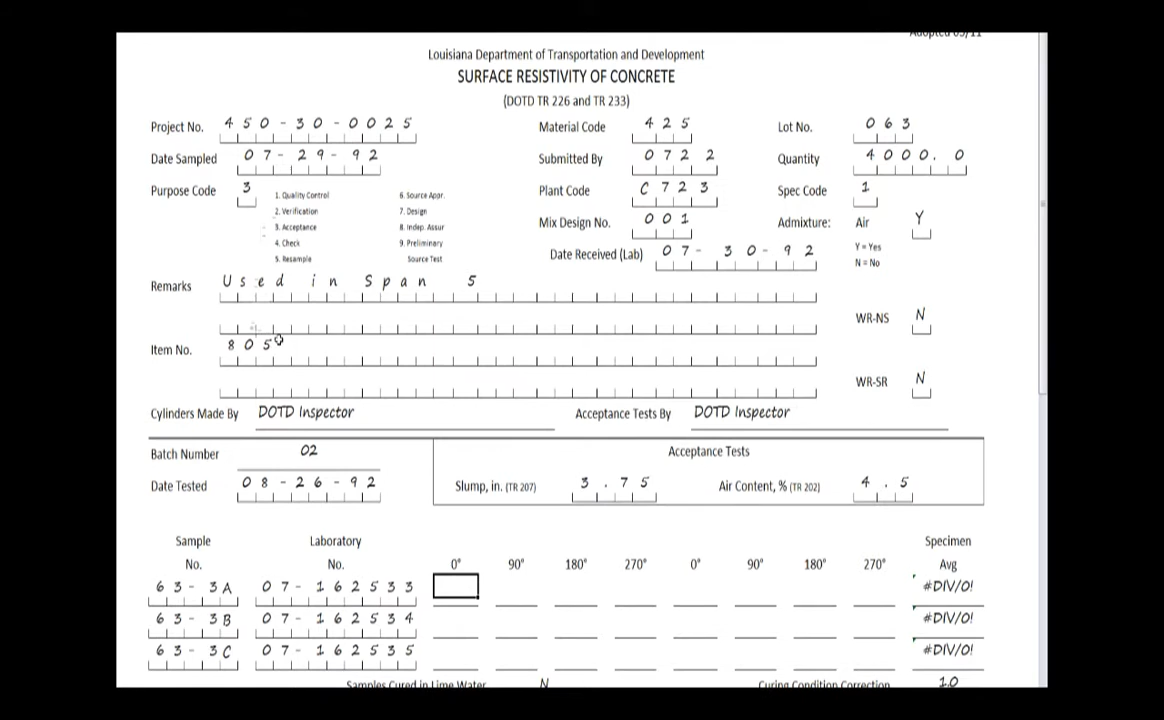 Adopted 05/11
Louisiana Department of Transportation and Development
SURFACE RESISTIVITY OF CONCRETE
(DOTD TR 226 and TR 233)
Project No. 450-30-0025 Material Code 425 Lot No. 063
Date Sampled 07-29-92 Submitted By 0722 Quantity 4000.0
Purpose Code 3 1. Quality Control 6. Source Appr. Plant Code C723 Spec Code 1
2. Verification 7. Design
3. Acceptance 8. Indep. Assur Mix Design No. 001 Admixture: Air Y
4. Check 9. Preliminary Y = Yes
5. Resample Source Test Date Received (Lab) 07-30-92 N = No
Remarks Used in Span 5
WR-NS N
Item No. 805
WR-SR N
Cylinders Made By DOTD Inspector Acceptance Tests By DOTD Inspector
Batch Number 02 Acceptance Tests
Date Tested 08-26-92 Slump, in. (TR 207) 3.75 Air Content, % (TR 202) 4.5
Sample Laboratory Specimen
No. No. 0° 90° 180° 270° 0° 90° 180° 270° Avg
63-3A 07-162533 #DIV/0!
63-3B 07-162534 #DIV/0!
63-3C 07-162535 #DIV/0!
Samples Cured in Lime Water N Curing Condition Correction 1.0